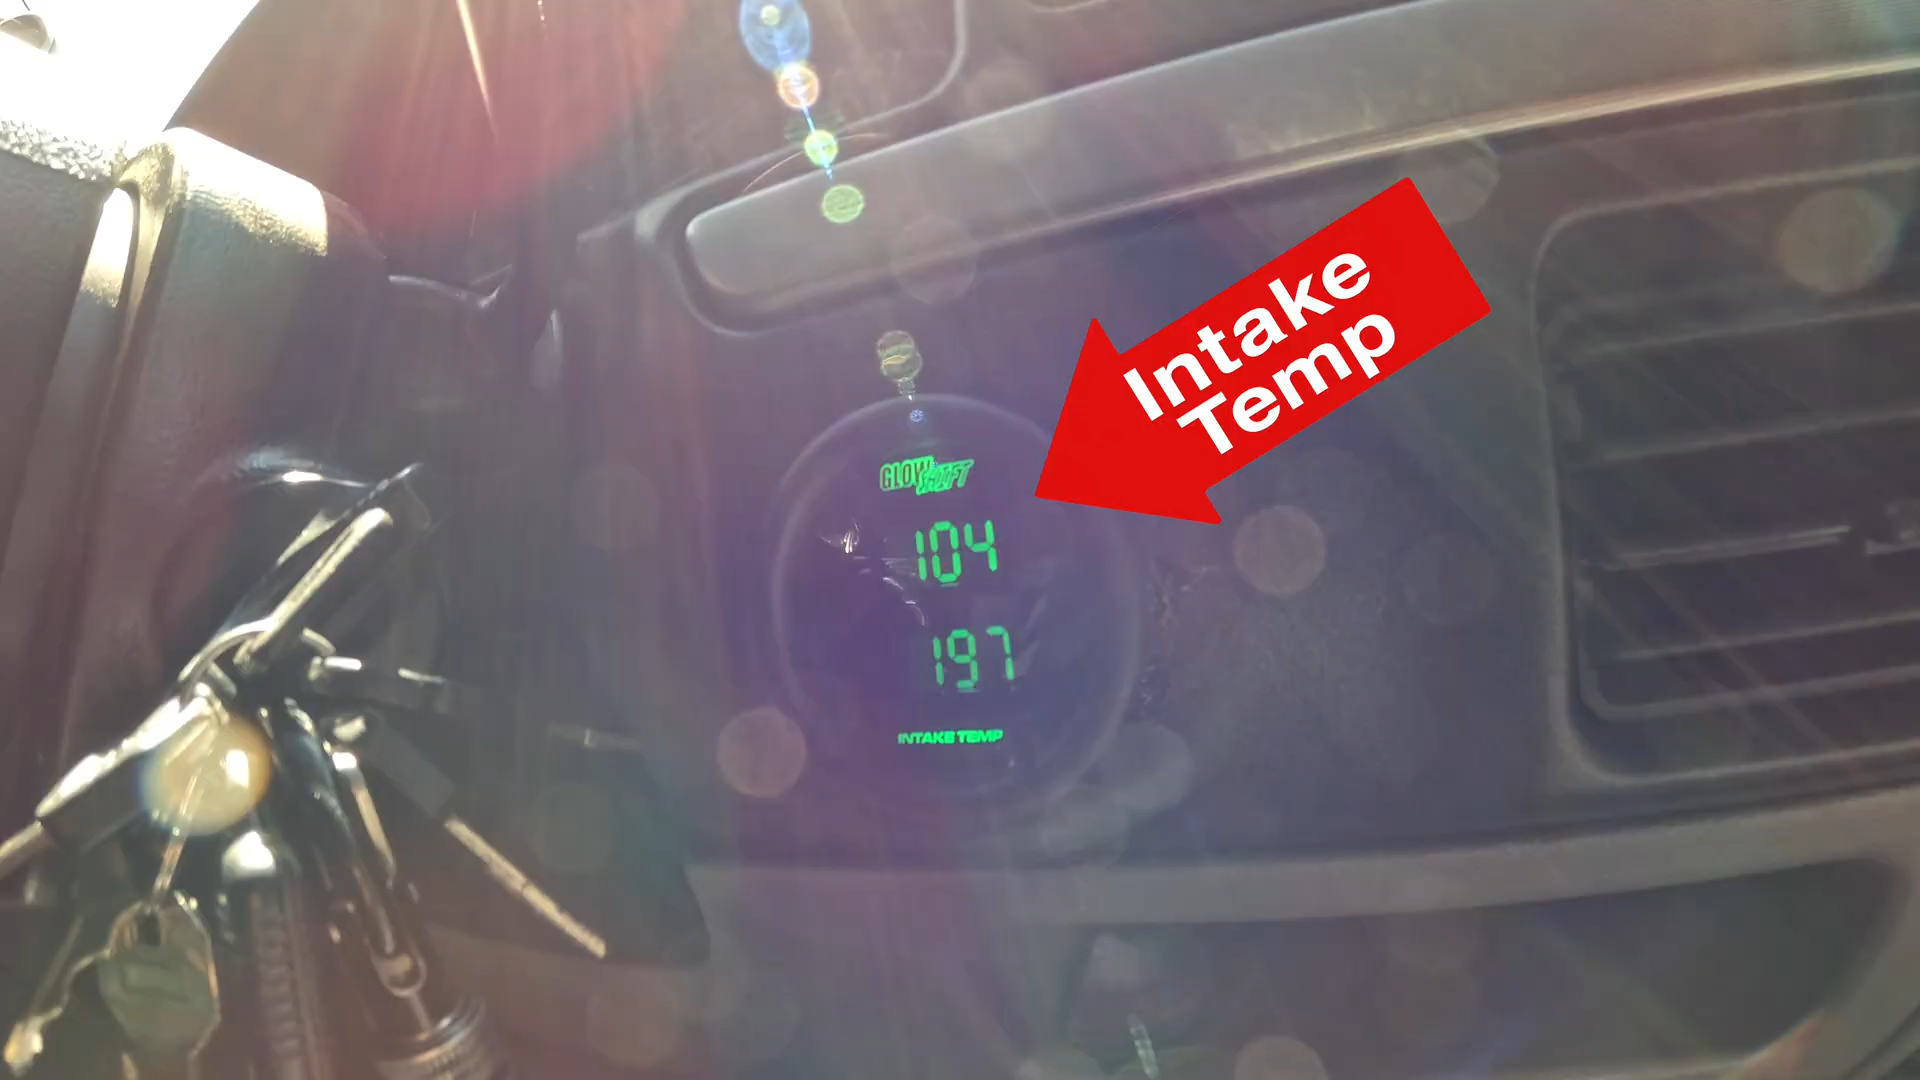 Intake
Temp
GLOWSHIFT
104
197
INTAKE TEMP